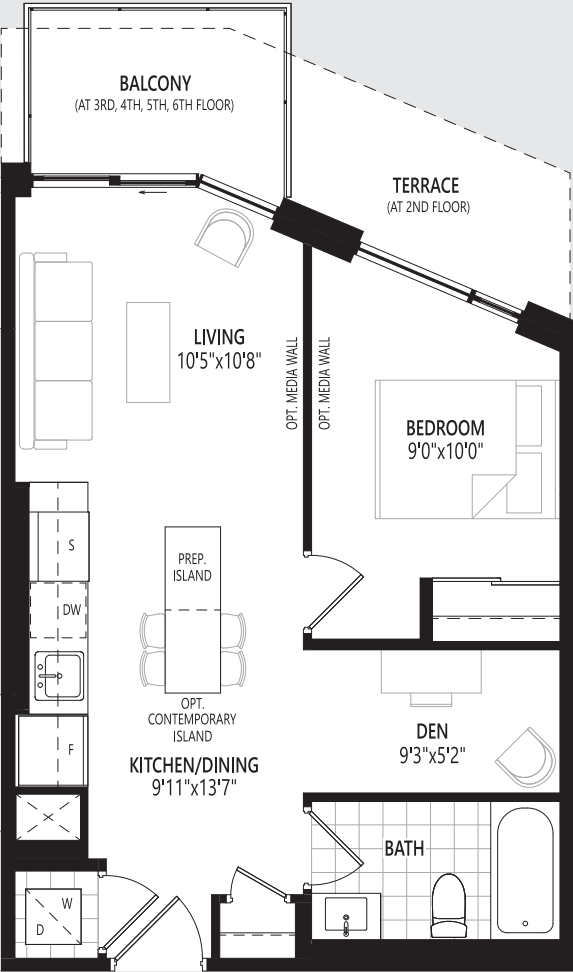 BALCONY
(AT 3RD, 4TH, 5TH, 6TH FLOOR)
TERRACE
(AT 2ND FLOOR)
LIVING
10'5"x10'8"
OPT. MEDIA WALL
OPT. MEDIA WALL
BEDROOM
9'0"x10'0"
S
PREP.
ISLAND
DW
OPT.
CONTEMPORARY
ISLAND
F
KITCHEN/DINING
9'11"x13'7"
DEN
9'3"x5'2"
BATH
W
D